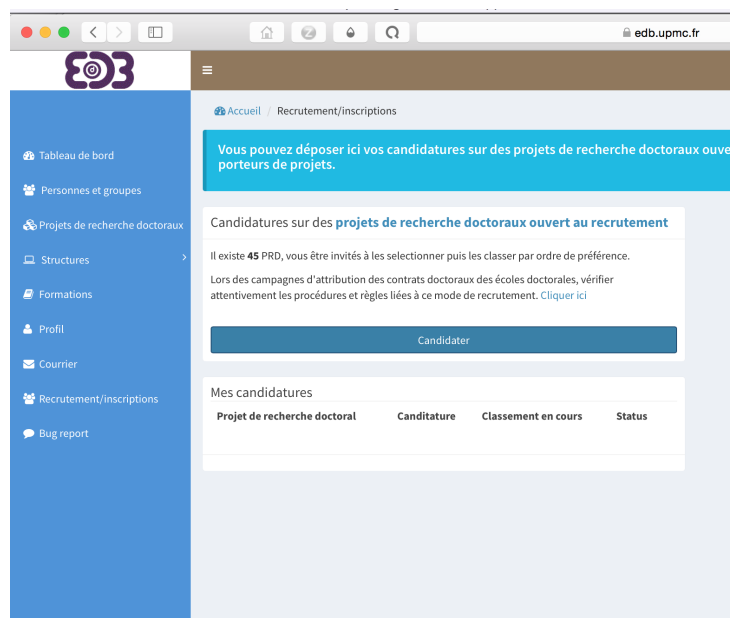 edb.upmc.fr
Accueil / Recrutement/inscriptions
Vous pouvez déposer ici vos candidatures sur des projets de recherche doctoraux ouve
porteurs de projets.
Tableau de bord
Personnes et groupes
Projets de recherche doctoraux
Structures
Formations
Profil
Courrier
Recrutement/inscriptions
Bug report
Candidatures sur des projets de recherche doctoraux ouvert au recrutement
Il existe 45 PRD, vous être invités à les selectionner puis les classer par ordre de préférence.
Lors des campagnes d'attribution des contrats doctoraux des écoles doctorales, vérifier
attentivement les procédures et règles liées à ce mode de recrutement. Cliquer ici
Candidater
Mes candidatures
Projet de recherche doctoral Canditature Classement en cours Status